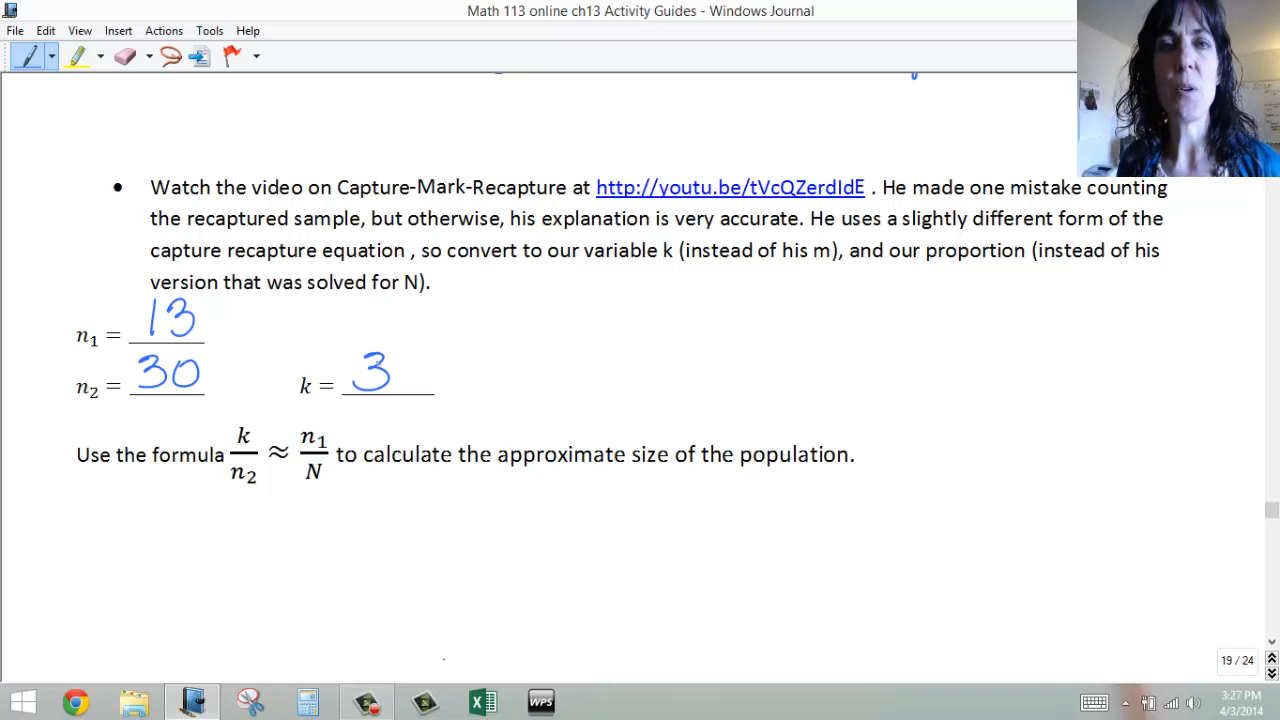 Math 113 online ch13 Activity Guides - Windows Journal
File Edit View Insert Actions Tools Help
• Watch the video on Capture-Mark-Recapture at http://youtu.be/tVcQZerdIdE . He made one mistake counting
the recaptured sample, but otherwise, his explanation is very accurate. He uses a slightly different form of the
capture recapture equation , so convert to our variable k (instead of his m), and our proportion (instead of his
version that was solved for N).
n₁ = 13
n₂ = 30 k = 3
Use the formula k/n₂ ≈ n₁/N to calculate the approximate size of the population.
19 / 24
WPS
3:27 PM
4/3/2014